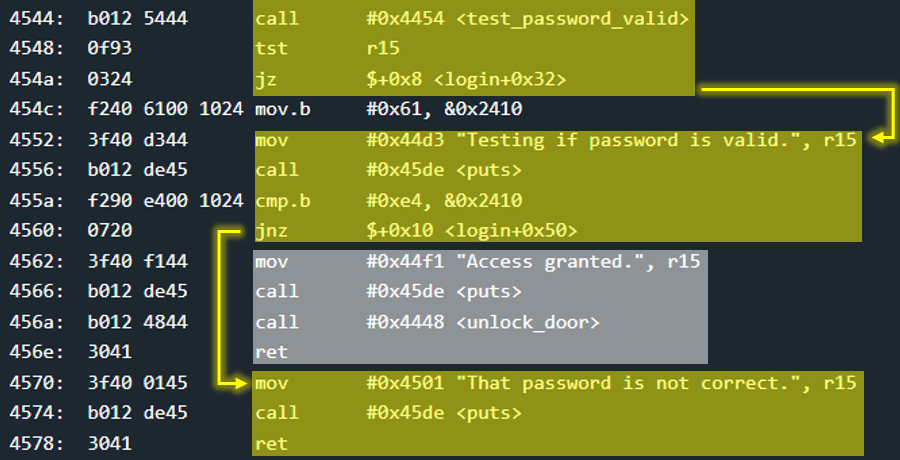 4544: b012 5444 call #0x4454 <test_password_valid>
4548: 0f93 tst r15
454a: 0324 jz $+0x8 <login+0x32>
454c: f240 6100 1024 mov.b #0x61, &0x2410
4552: 3f40 d344 mov #0x44d3 "Testing if password is valid.", r15
4556: b012 de45 call #0x45de <puts>
455a: f290 e400 1024 cmp.b #0xe4, &0x2410
4560: 0720 jnz $+0x10 <login+0x50>
4562: 3f40 f144 mov #0x44f1 "Access granted.", r15
4566: b012 de45 call #0x45de <puts>
456a: b012 4844 call #0x4448 <unlock_door>
456e: 3041 ret
4570: 3f40 0145 mov #0x4501 "That password is not correct.", r15
4574: b012 de45 call #0x45de <puts>
4578: 3041 ret